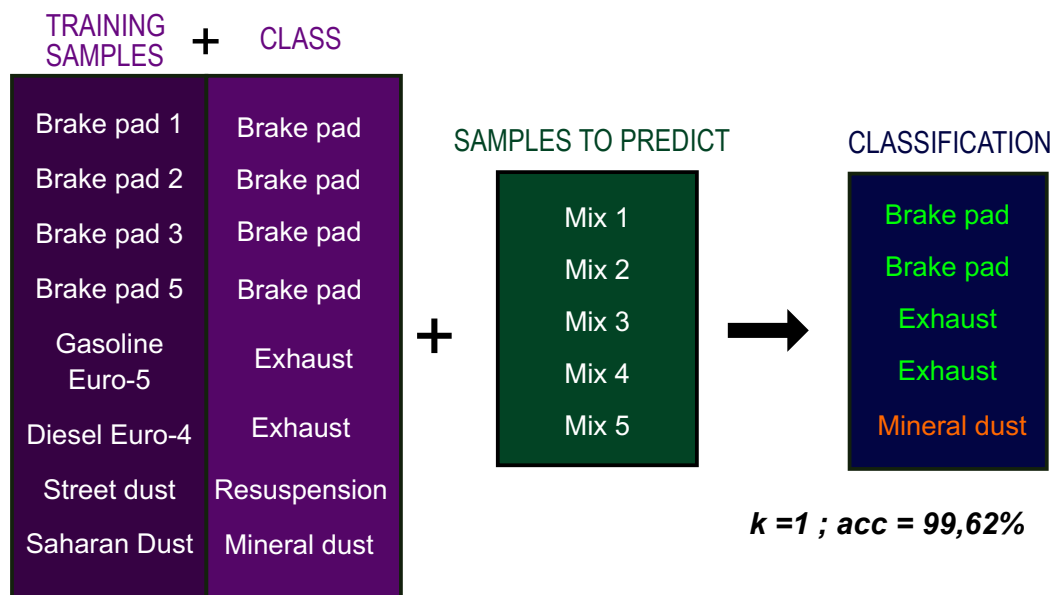 TRAINING
SAMPLES
+
CLASS
Brake pad 1
Brake pad
Brake pad 2
Brake pad
Brake pad 3
Brake pad
Brake pad 5
Brake pad
Gasoline
Euro-5
Exhaust
Diesel Euro-4
Exhaust
Street dust
Resuspension
Saharan Dust
Mineral dust
+
SAMPLES TO PREDICT
Mix 1
Mix 2
Mix 3
Mix 4
Mix 5
CLASSIFICATION
Brake pad
Brake pad
Exhaust
Exhaust
Mineral dust
k =1 ; acc = 99,62%